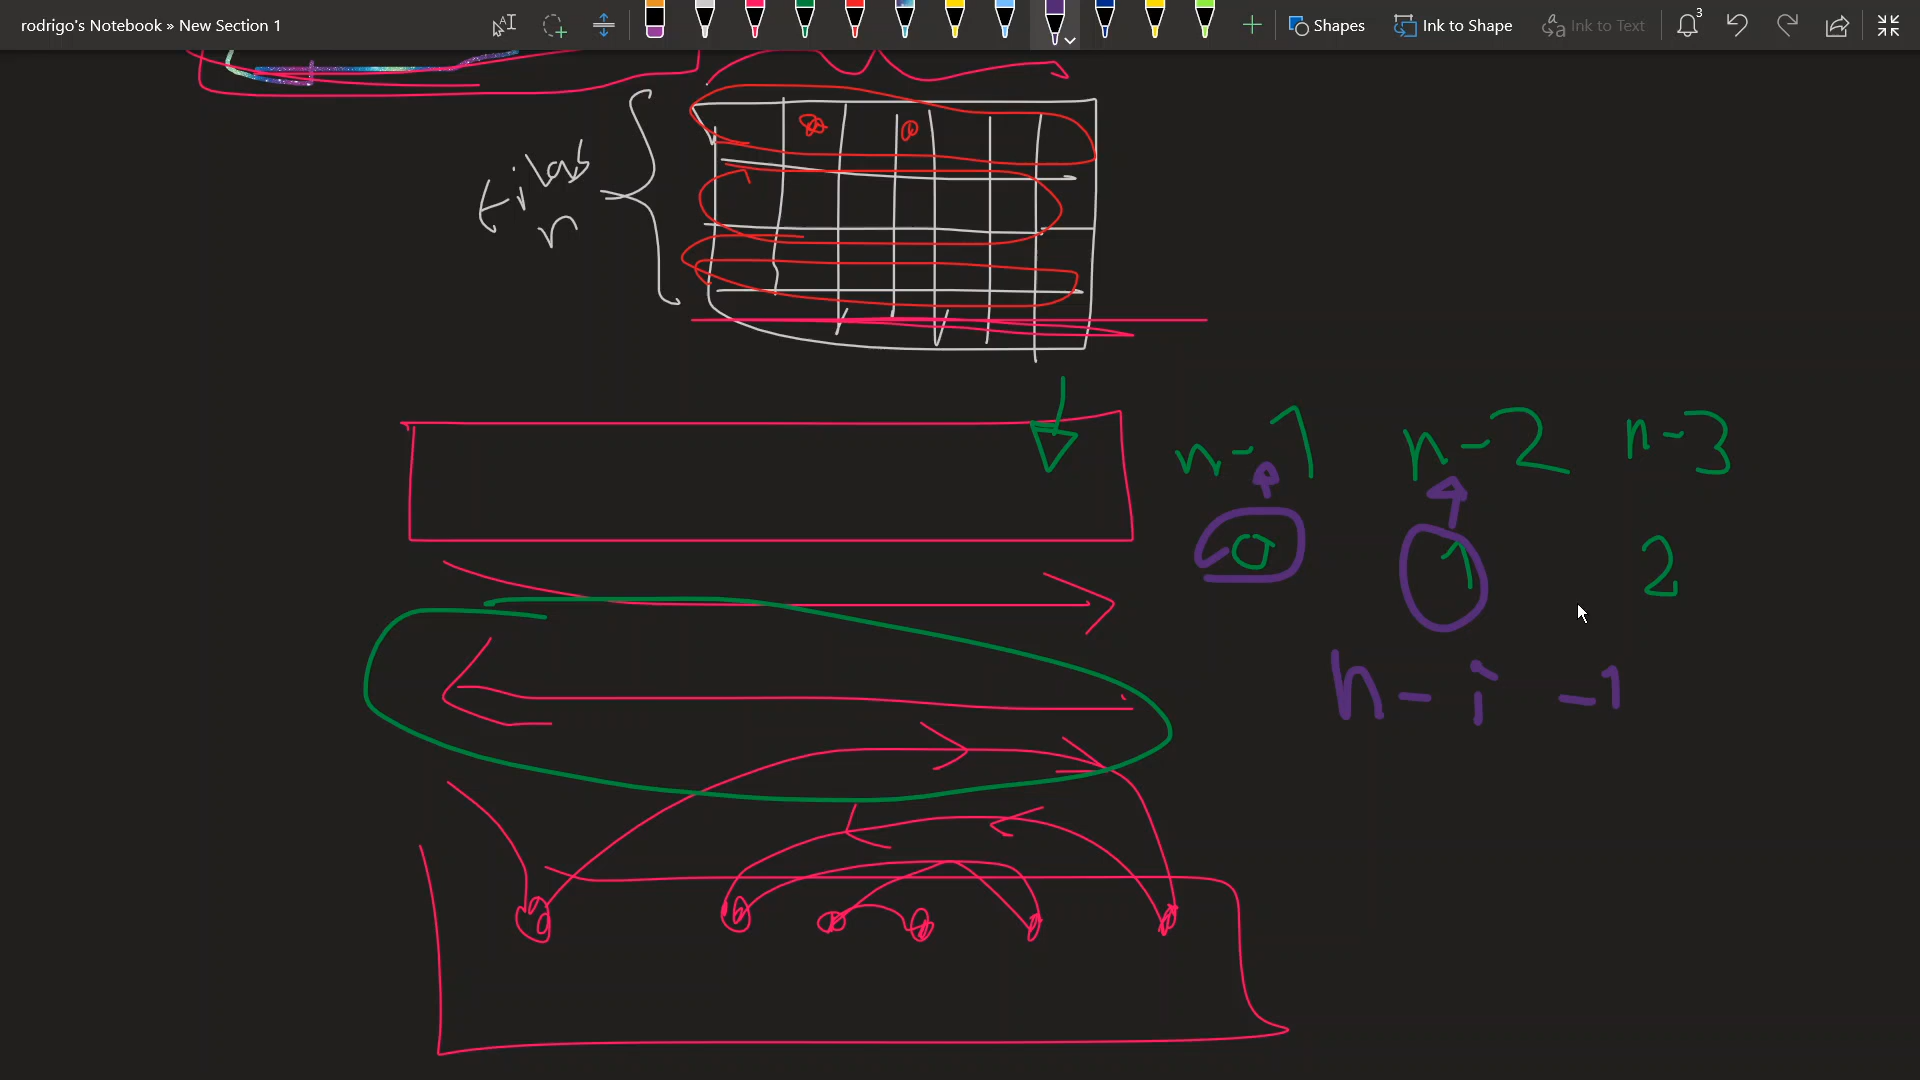 rodrigo's Notebook » New Section 1
3
Shapes
Ink to Shape
Ink to Text
filas
n
n-1 n-2 n-3
0 1 2
n - i - 1